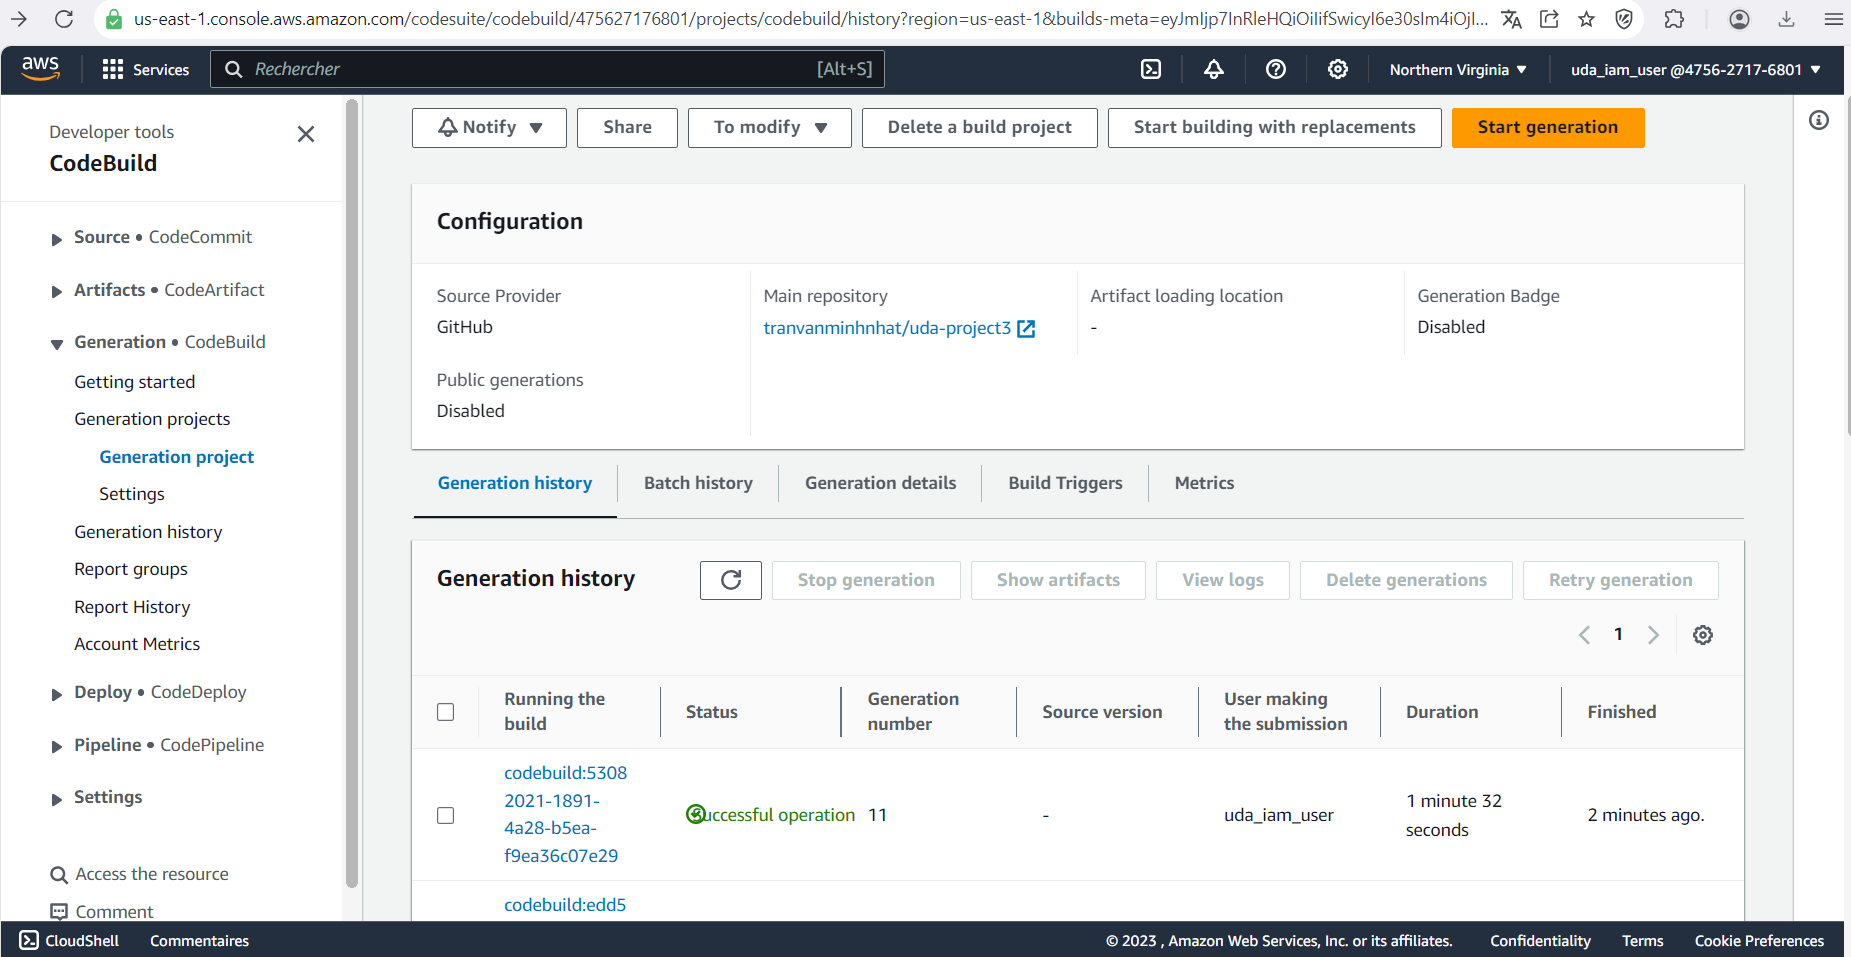 us-east-1.console.aws.amazon.com/codesuite/codebuild/475627176801/projects/codebuild/history?region=us-east-1&builds-meta=eyJmIjp7InRleHQiOiIifSwicyI6e30sIm4iOjI...
aws
Services
Rechercher
[Alt+S]
Northern Virginia
uda_iam_user @4756-2717-6801
Developer tools
CodeBuild
Source • CodeCommit
Artifacts • CodeArtifact
Generation • CodeBuild
Getting started
Generation projects
Generation project
Settings
Generation history
Report groups
Report History
Account Metrics
Deploy • CodeDeploy
Pipeline • CodePipeline
Settings
Access the resource
Comment
Notify
Share
To modify
Delete a build project
Start building with replacements
Start generation
Configuration
Source Provider
GitHub
Main repository
tranvanminhnhat/uda-project3
Artifact loading location
-
Generation Badge
Disabled
Public generations
Disabled
Generation history
Batch history
Generation details
Build Triggers
Metrics
Generation history
Stop generation
Show artifacts
View logs
Delete generations
Retry generation
1
Running the
build
Status
Generation
number
Source version
User making
the submission
Duration
Finished
codebuild:5308
2021-1891-
4a28-b5ea-
f9ea36c07e29
Successful operation
11
-
uda_iam_user
1 minute 32
seconds
2 minutes ago.
codebuild:edd5
CloudShell
Commentaires
© 2023 , Amazon Web Services, Inc. or its affiliates.
Confidentiality
Terms
Cookie Preferences